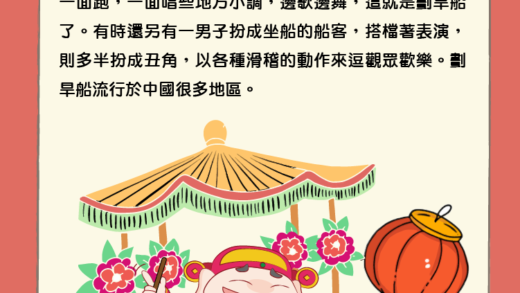 一面跑，一面唱些地方小調，邊歌邊舞，這就是劃旱船
了。有時還另有一男子扮成坐船的船客，搭檔著表演，
則多半扮成丑角，以各種滑稽的動作來逗觀眾歡樂。劃
旱船流行於中國很多地區。